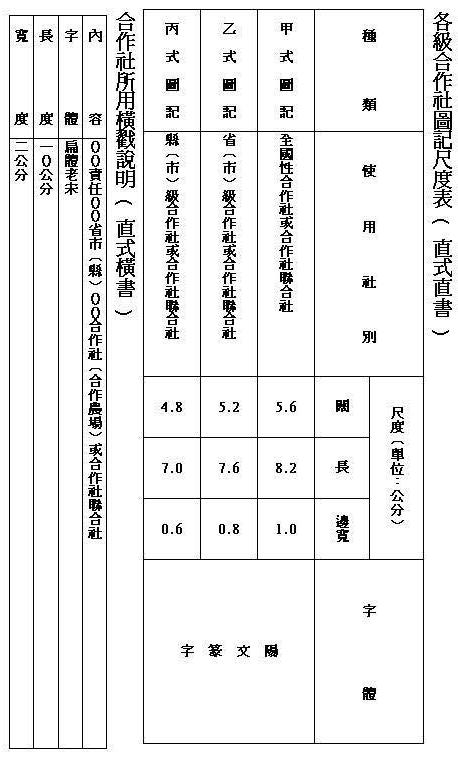 各級合作社圖記尺度表（直式直書）
種類
使用社別
尺度（單位：公分）
闊
長
邊寬
字體
甲式圖記
全國性合作社或合作社聯合社
5.6
8.2
1.0
乙式圖記
省（市）級合作社或合作社聯合社
5.2
7.6
0.8
丙式圖記
縣（市）級合作社或合作社聯合社
4.8
7.0
0.6
陽文篆字
合作社所用橫戳說明（直式橫書）
內容
００責任００省市（縣）００合作社（合作農場）或合作社聯合社
字體
扁體老宋
長度
一０公分
寬度
二公分